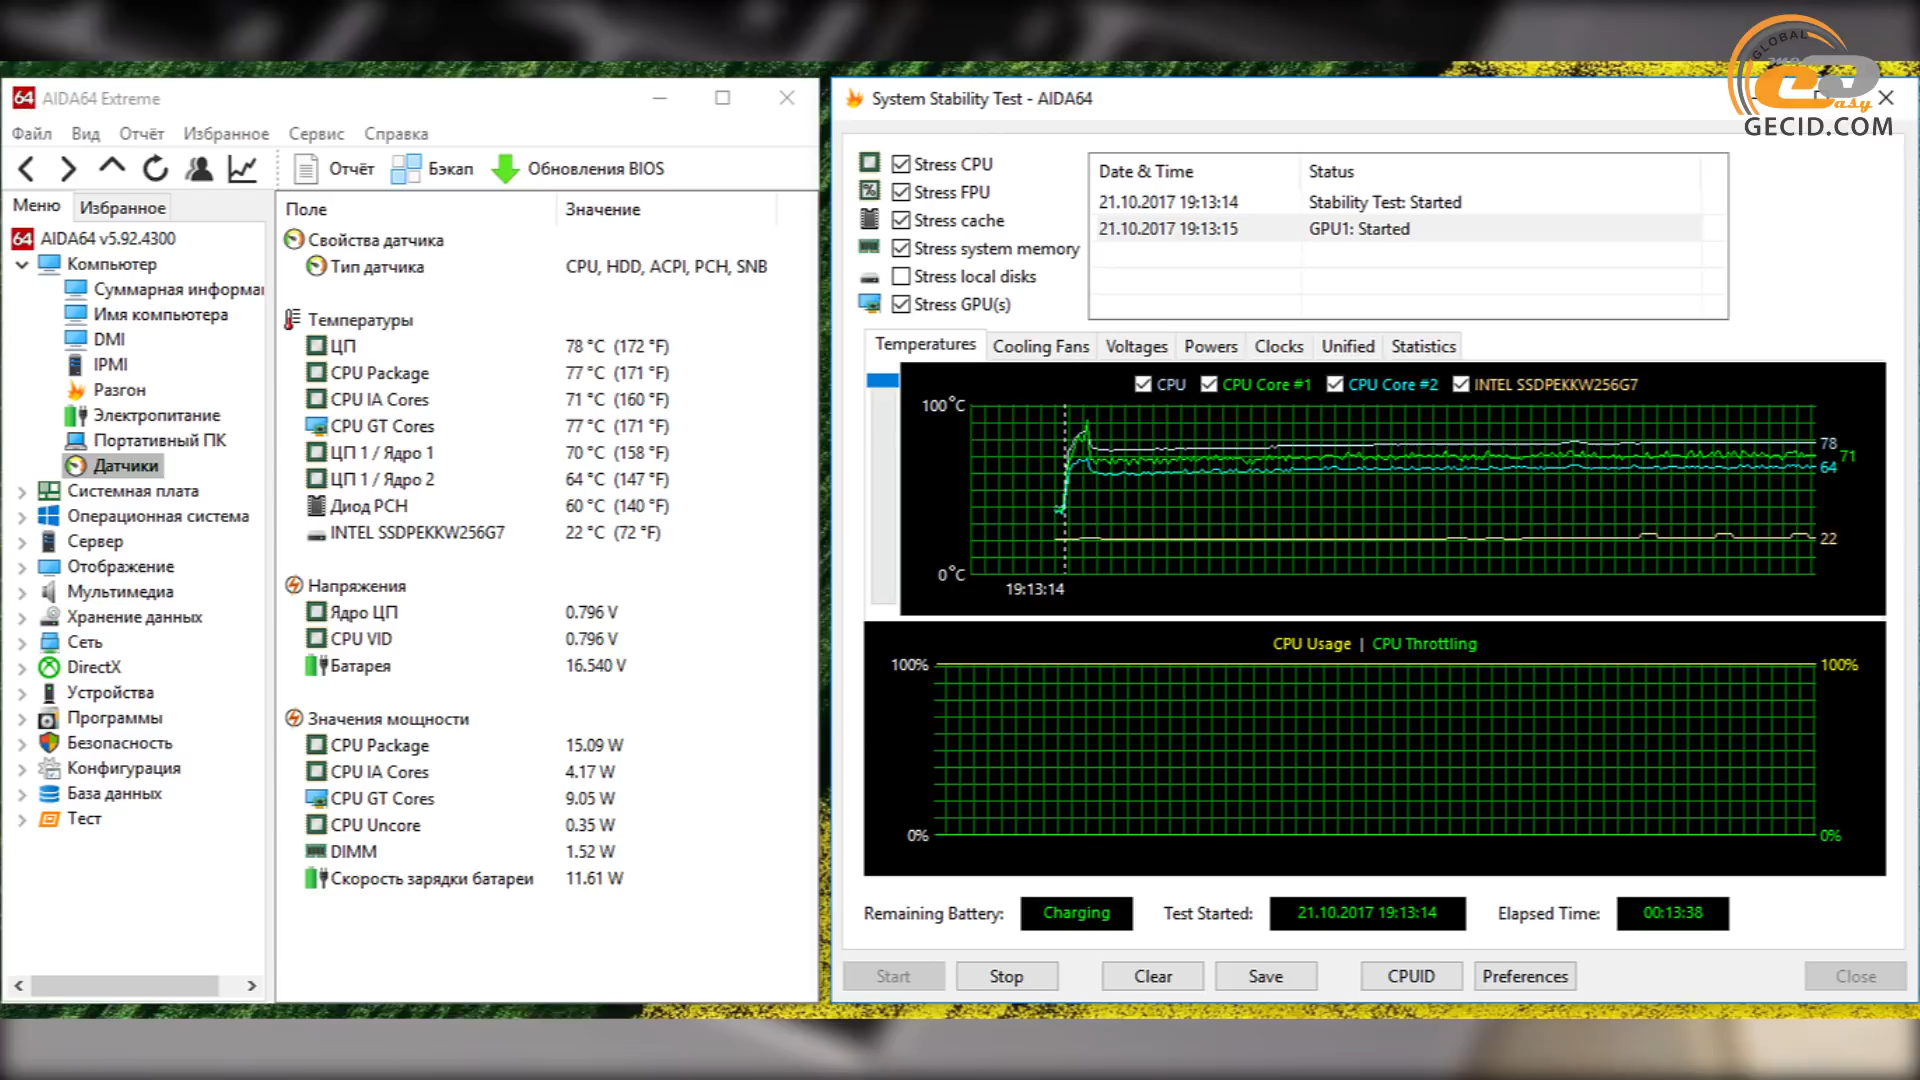 GLOBAL
easy
GECID.COM
AIDA64 Extreme
Файл Вид Отчёт Избранное Сервис Справка
Отчёт Бэкап Обновления BIOS
Меню Избранное
AIDA64 v5.92.4300
Компьютер
Суммарная информа
Имя компьютера
DMI
IPMI
Разгон
Электропитание
Портативный ПК
Датчики
Системная плата
Операционная система
Сервер
Отображение
Мультимедиа
Хранение данных
Сеть
DirectX
Устройства
Программы
Безопасность
Конфигурация
База данных
Тест
Поле Значение
Свойства датчика
Тип датчика CPU, HDD, ACPI, PCH, SNB
Температуры
ЦП 78 °C (172 °F)
CPU Package 77 °C (171 °F)
CPU IA Cores 71 °C (160 °F)
CPU GT Cores 77 °C (171 °F)
ЦП 1 / Ядро 1 70 °C (158 °F)
ЦП 1 / Ядро 2 64 °C (147 °F)
Диод PCH 60 °C (140 °F)
INTEL SSDPEKKW256G7 22 °C (72 °F)
Напряжения
Ядро ЦП 0.796 V
CPU VID 0.796 V
Батарея 16.540 V
Значения мощности
CPU Package 15.09 W
CPU IA Cores 4.17 W
CPU GT Cores 9.05 W
CPU Uncore 0.35 W
DIMM 1.52 W
Скорость зарядки батареи 11.61 W
System Stability Test - AIDA64
Stress CPU
Stress FPU
Stress cache
Stress system memory
Stress local disks
Stress GPU(s)
Date & Time Status
21.10.2017 19:13:14 Stability Test: Started
21.10.2017 19:13:15 GPU1: Started
Temperatures Cooling Fans Voltages Powers Clocks Unified Statistics
CPU CPU Core #1 CPU Core #2 INTEL SSDPEKKW256G7
100°C
78
71
64
22
0°C
19:13:14
CPU Usage | CPU Throttling
100% 100%
0% 0%
Remaining Battery: Charging Test Started: 21.10.2017 19:13:14 Elapsed Time: 00:13:38
Start Stop Clear Save CPUID Preferences Close